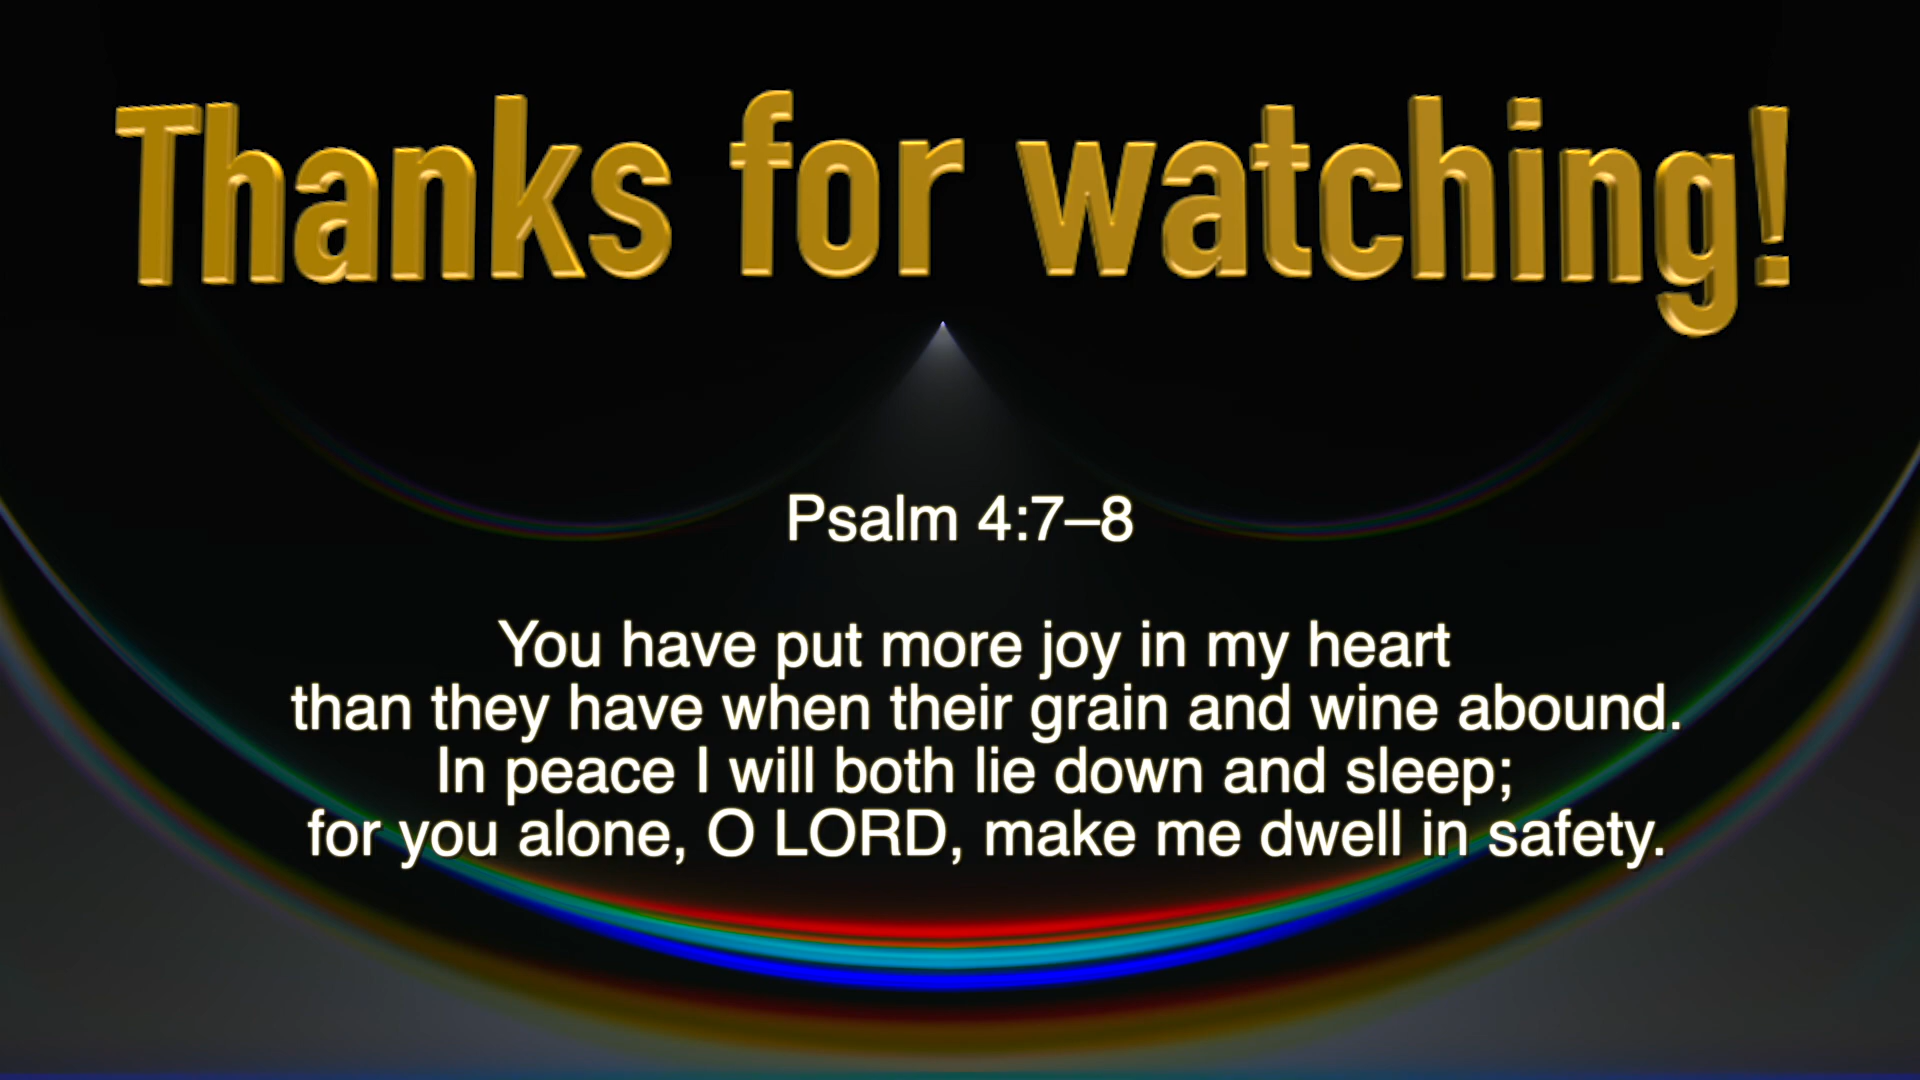 Thanks for watching!
Psalm 4:7–8
You have put more joy in my heart
than they have when their grain and wine abound.
In peace I will both lie down and sleep;
for you alone, O LORD, make me dwell in safety.